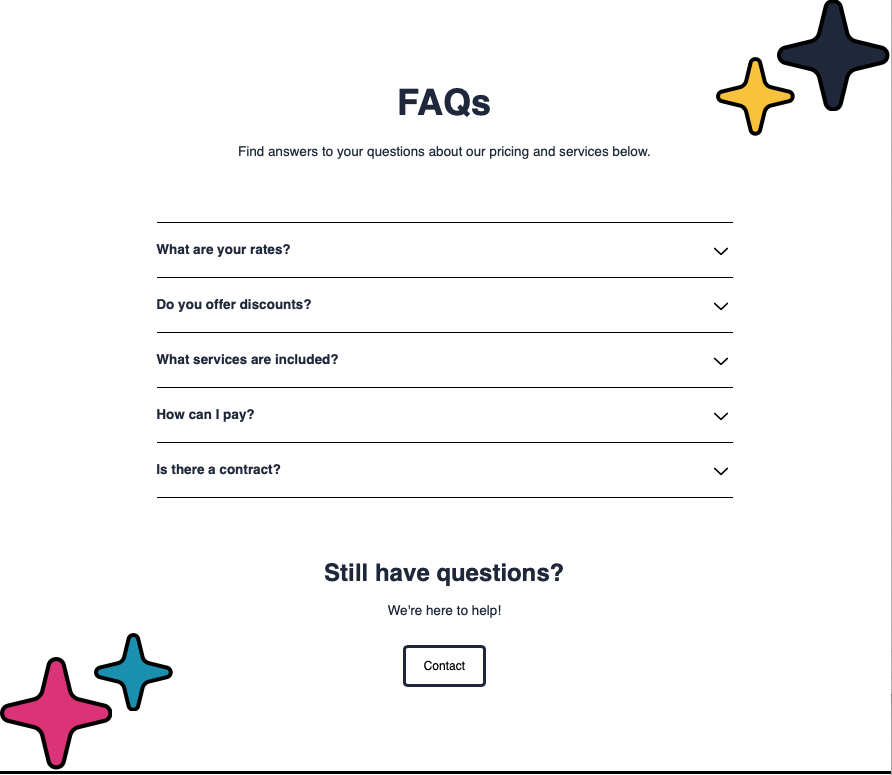 FAQs
Find answers to your questions about our pricing and services below.
What are your rates?
Do you offer discounts?
What services are included?
How can I pay?
Is there a contract?
Still have questions?
We're here to help!
Contact